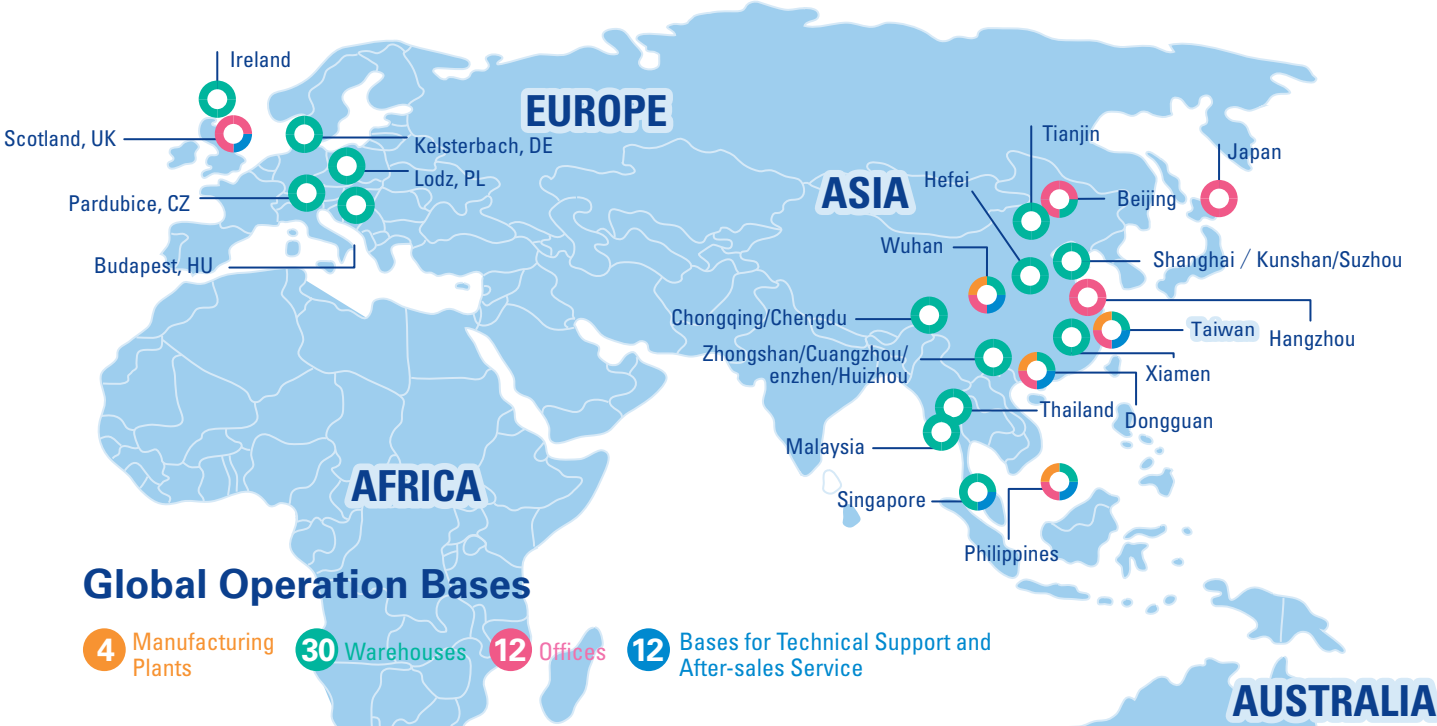 Ireland
Scotland, UK
Kelsterbach, DE
Lodz, PL
Pardubice, CZ
Budapest, HU
EUROPE
ASIA
Tianjin
Japan
Hefei
Beijing
Wuhan
Shanghai / Kunshan/Suzhou
Chongqing/Chengdu
Taiwan
Hangzhou
Zhongshan/Cuangzhou/
enzhen/Huizhou
Xiamen
Thailand
Dongguan
Malaysia
Singapore
Philippines
AFRICA
Global Operation Bases
4 Manufacturing
Plants
30 Warehouses
12 Offices
12 Bases for Technical Support and
After-sales Service
AUSTRALIA